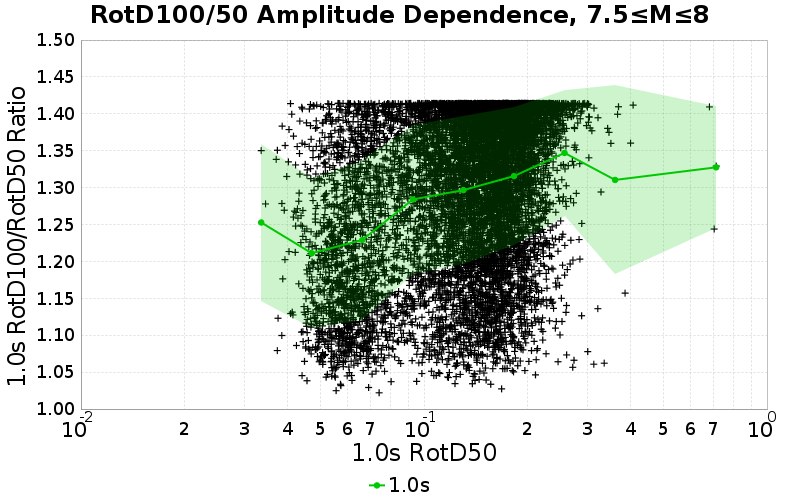 RotD100/50 Amplitude Dependence, 7.5≤M≤8
1.0s RotD100/RotD50 Ratio
1.50
1.45
1.40
1.35
1.30
1.25
1.20
1.15
1.10
1.05
1.00
10^-2 2 3 4 5 6 7 10^-1 2 3 4 5 6 7 10^0
1.0s RotD50
1.0s